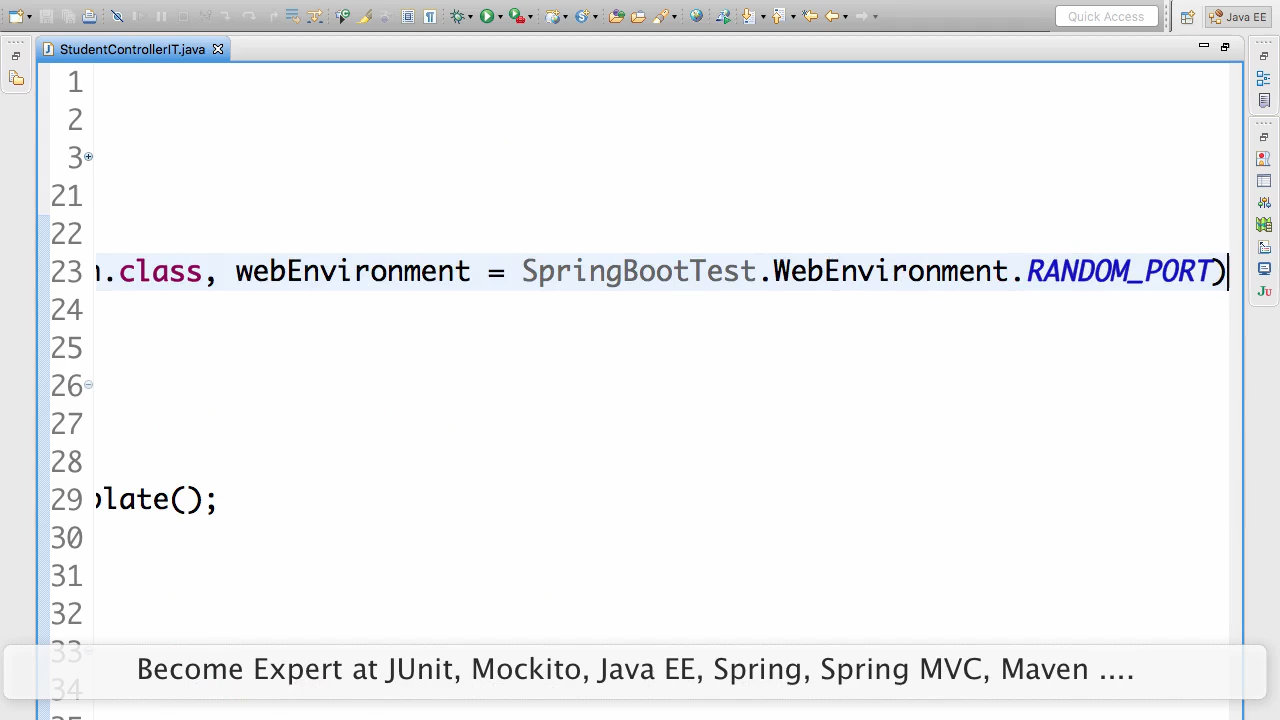 Quick Access
Java EE
StudentControllerIT.java
1
2
3
21
22
23 .class, webEnvironment = SpringBootTest.WebEnvironment.RANDOM_PORT)
24
25
26
27
28
29 plate();
30
31
32
33
34
Become Expert at JUnit, Mockito, Java EE, Spring, Spring MVC, Maven ....
Ju